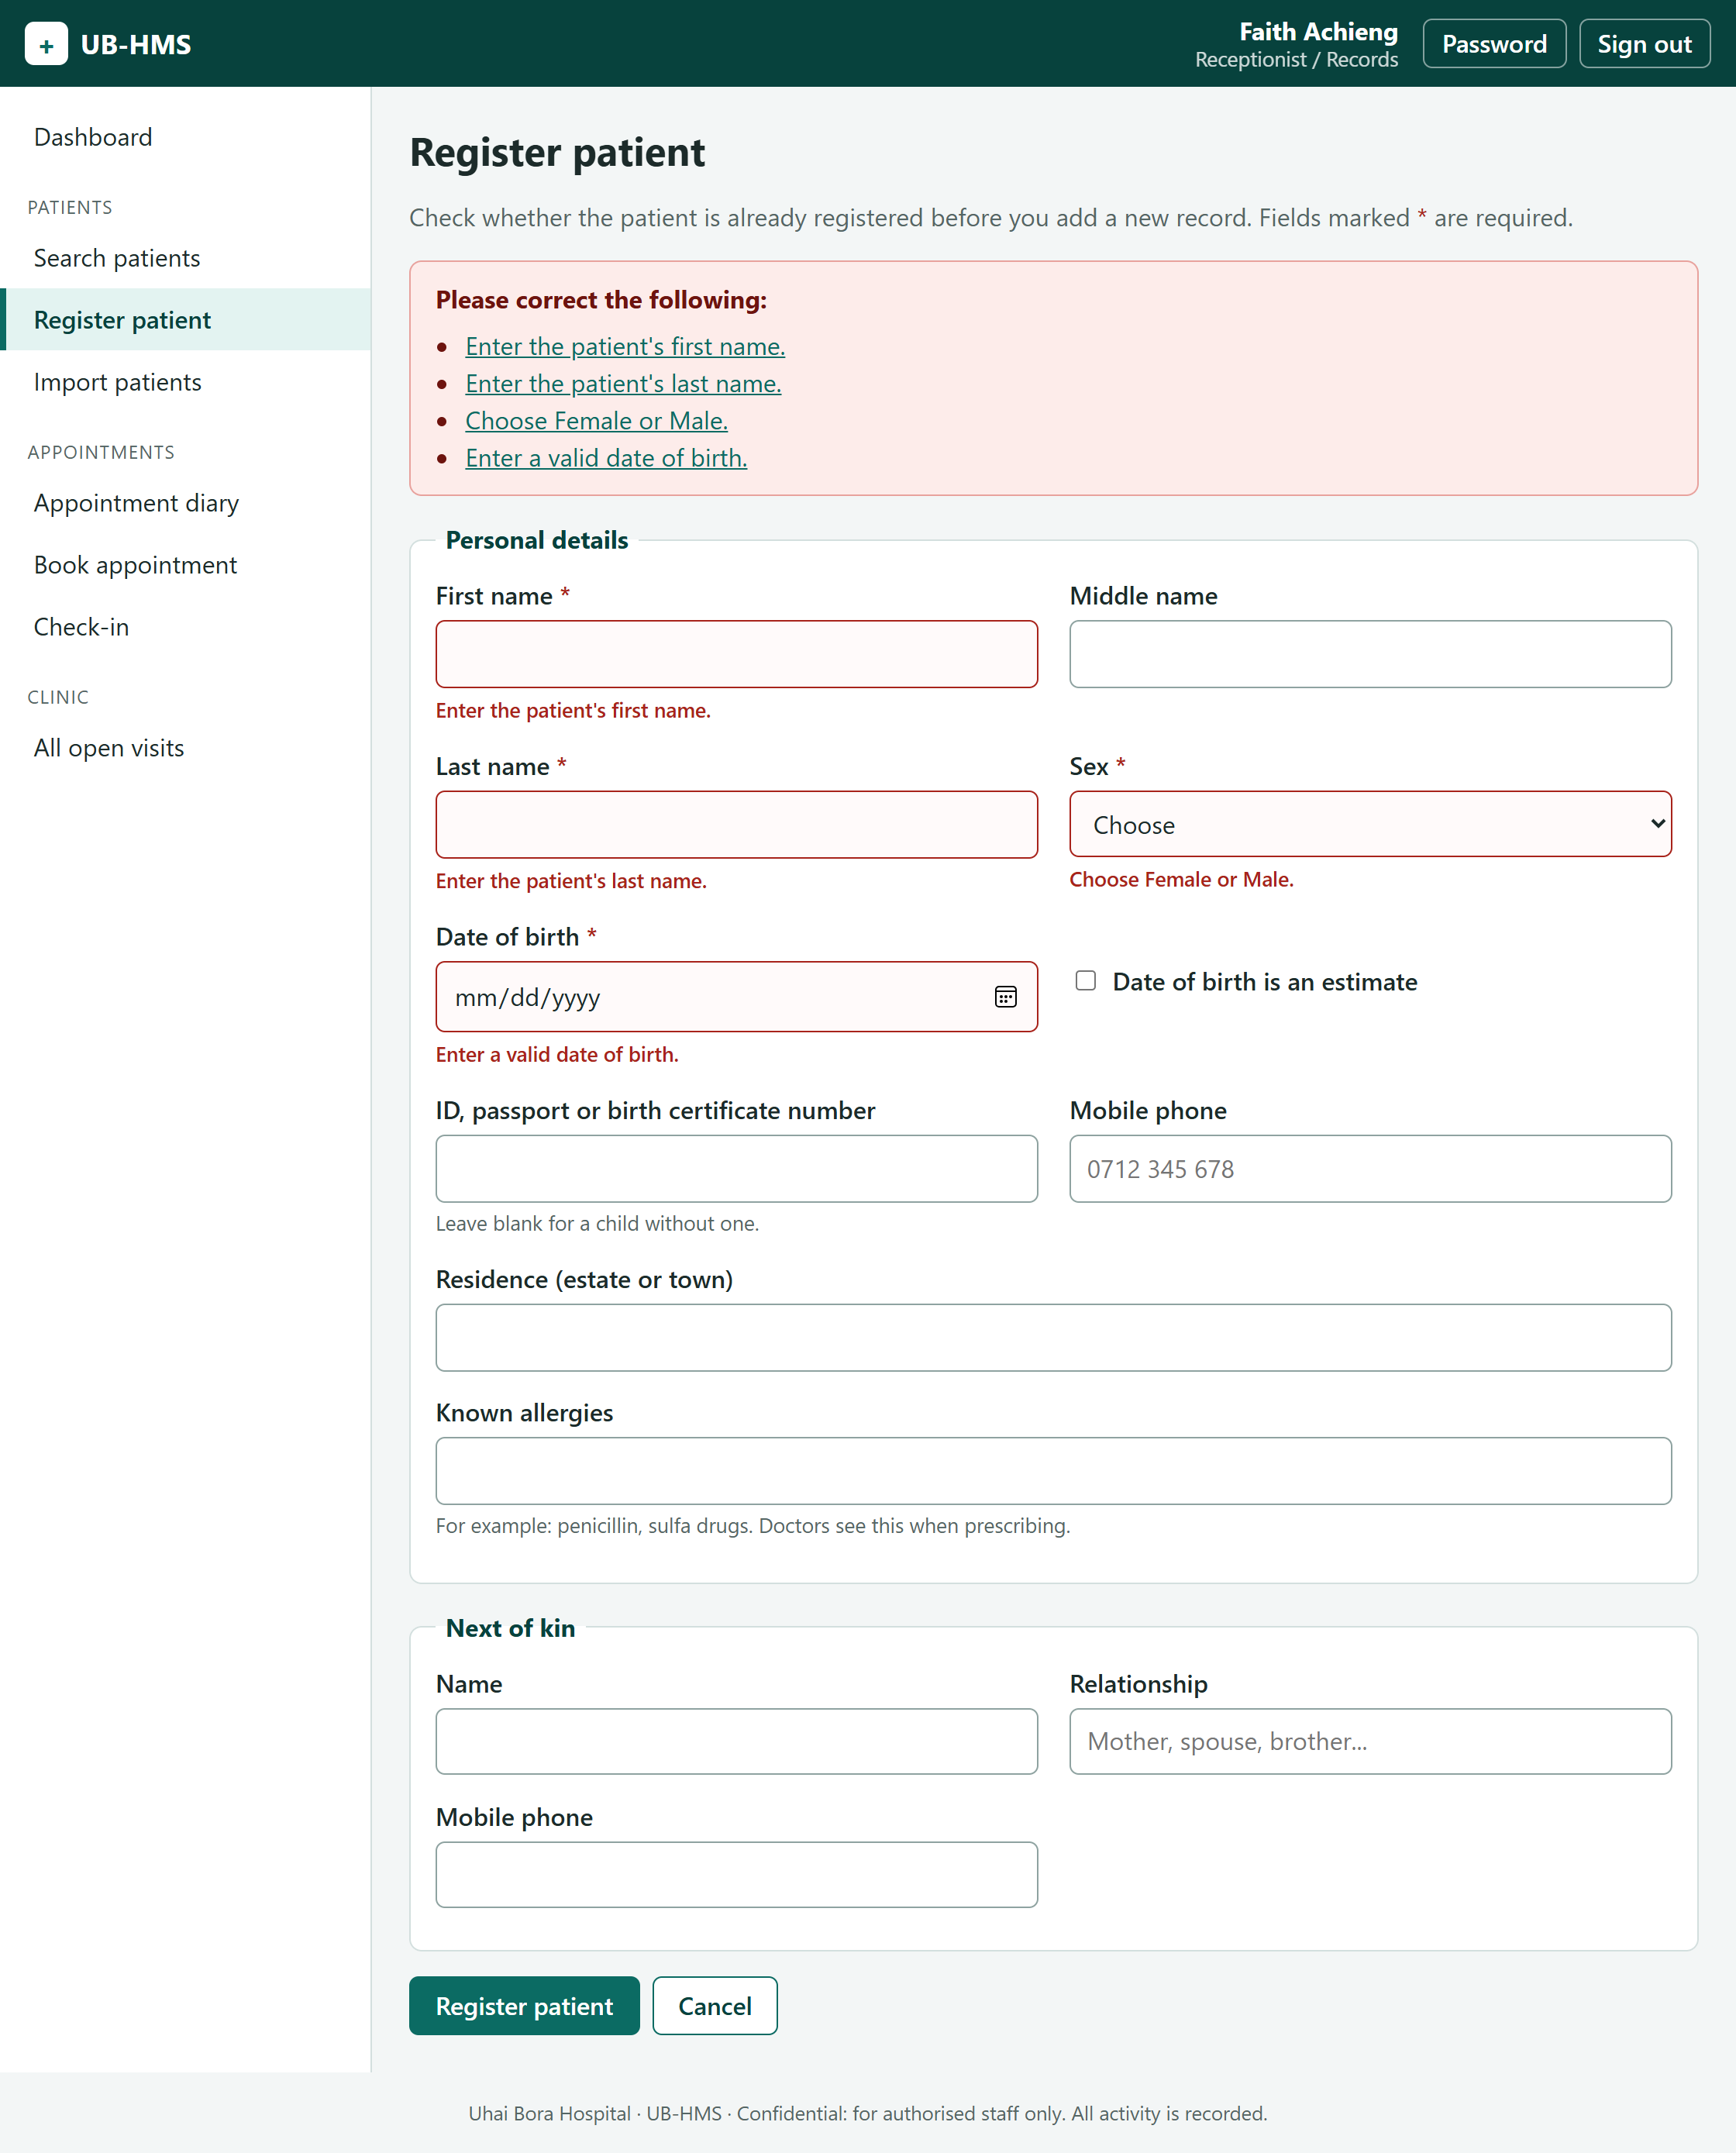 + UB-HMS
Faith Achieng
Receptionist / Records
Password
Sign out
Dashboard
PATIENTS
Search patients
Register patient
Import patients
APPOINTMENTS
Appointment diary
Book appointment
Check-in
CLINIC
All open visits
Register patient
Check whether the patient is already registered before you add a new record. Fields marked * are required.
Please correct the following:
• Enter the patient's first name.
• Enter the patient's last name.
• Choose Female or Male.
• Enter a valid date of birth.
Personal details
First name *
Middle name
Enter the patient's first name.
Last name *
Sex *
Choose
Enter the patient's last name.
Choose Female or Male.
Date of birth *
mm/dd/yyyy
Date of birth is an estimate
Enter a valid date of birth.
ID, passport or birth certificate number
Mobile phone
0712 345 678
Leave blank for a child without one.
Residence (estate or town)
Known allergies
For example: penicillin, sulfa drugs. Doctors see this when prescribing.
Next of kin
Name
Relationship
Mother, spouse, brother...
Mobile phone
Register patient
Cancel
Uhai Bora Hospital · UB-HMS · Confidential: for authorised staff only. All activity is recorded.